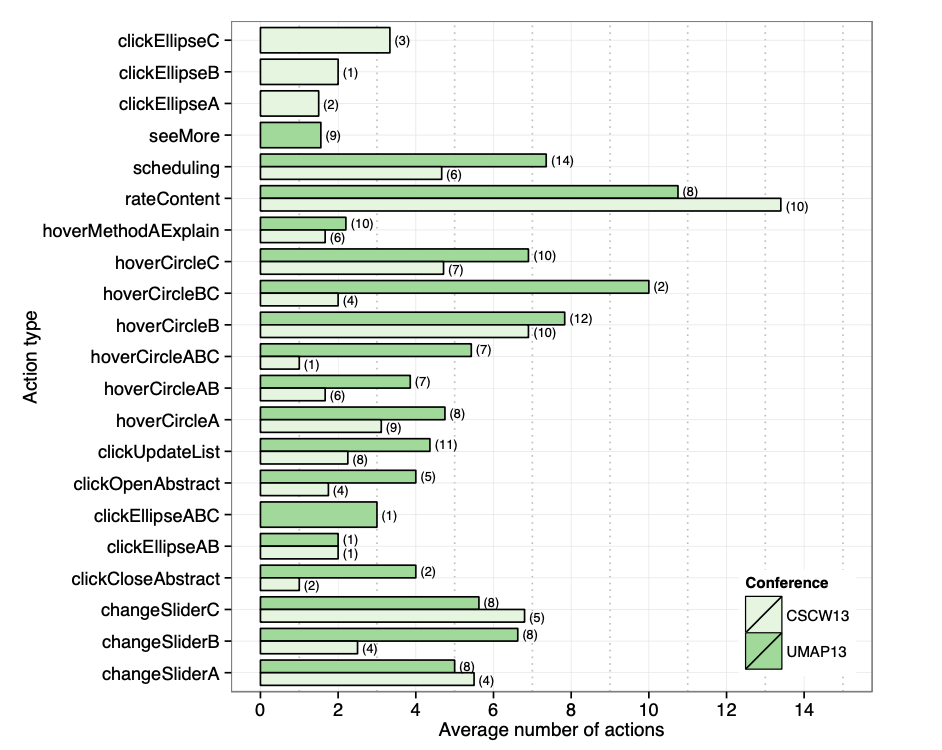 clickEllipseC (3)
clickEllipseB (1)
clickEllipseA (2)
seeMore (9)
scheduling (14)
(6)
rateContent (8)
(10)
hoverMethodAExplain (10)
(6)
hoverCircleC (10)
(7)
hoverCircleBC (2)
(4)
hoverCircleB (12)
(10)
hoverCircleABC (7)
(1)
hoverCircleAB (7)
(6)
hoverCircleA (8)
(9)
clickUpdateList (11)
(8)
clickOpenAbstract (5)
(4)
clickEllipseABC (1)
clickEllipseAB (1)
(1)
clickCloseAbstract (2)
(2)
changeSliderC (8)
(5)
changeSliderB (8)
(4)
changeSliderA (8)
(4)
Action type
Conference
CSCW13
UMAP13
0 2 4 6 8 10 12 14
Average number of actions